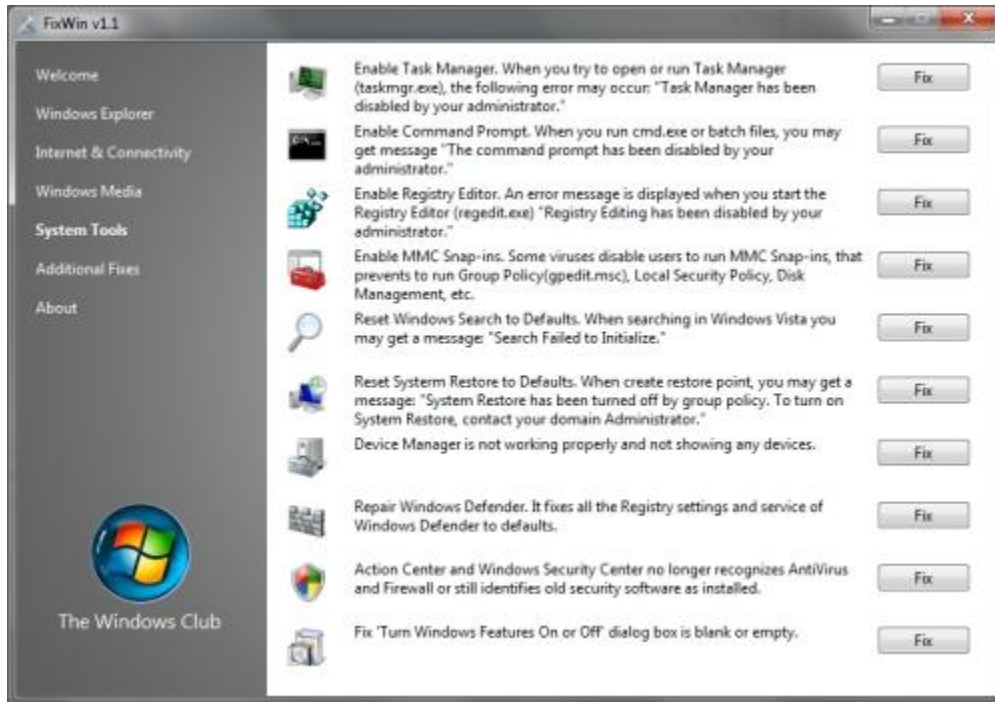 FixWin v1.1
Welcome
Windows Explorer
Internet & Connectivity
Windows Media
System Tools
Additional Fixes
About
The Windows Club
Enable Task Manager. When you try to open or run Task Manager
(taskmgr.exe), the following error may occur: "Task Manager has been
disabled by your administrator."
Fix
Enable Command Prompt. When you run cmd.exe or batch files, you may
get message "The command prompt has been disabled by your
administrator."
Fix
Enable Registry Editor. An error message is displayed when you start the
Registry Editor (regedit.exe) "Registry Editing has been disabled by your
administrator."
Fix
Enable MMC Snap-ins. Some viruses disable users to run MMC Snap-ins, that
prevents to run Group Policy(gpedit.msc), Local Security Policy, Disk
Management, etc.
Fix
Reset Windows Search to Defaults. When searching in Windows Vista you
may get a message: "Search Failed to Initialize."
Fix
Reset Systerm Restore to Defaults. When create restore point, you may get a
message: "System Restore has been turned off by group policy. To turn on
System Restore, contact your domain Administrator."
Fix
Device Manager is not working properly and not showing any devices.
Fix
Repair Windows Defender. It fixes all the Registry settings and service of
Windows Defender to defaults.
Fix
Action Center and Windows Security Center no longer recognizes AntiVirus
and Firewall or still identifies old security software as installed.
Fix
Fix 'Turn Windows Features On or Off' dialog box is blank or empty.
Fix